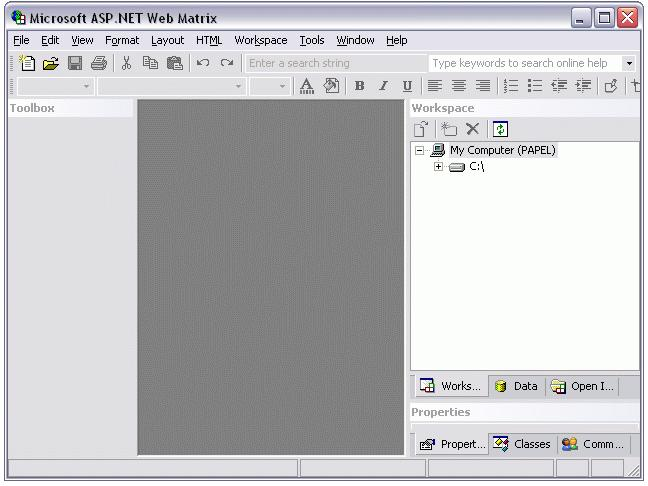 Microsoft ASP.NET Web Matrix
File Edit View Format Layout HTML Workspace Tools Window Help
Enter a search string Type keywords to search online help
A B I U
Toolbox
Workspace
My Computer (PAPEL)
C:\
Works... Data Open I...
Properties
Propert... Classes Comm...